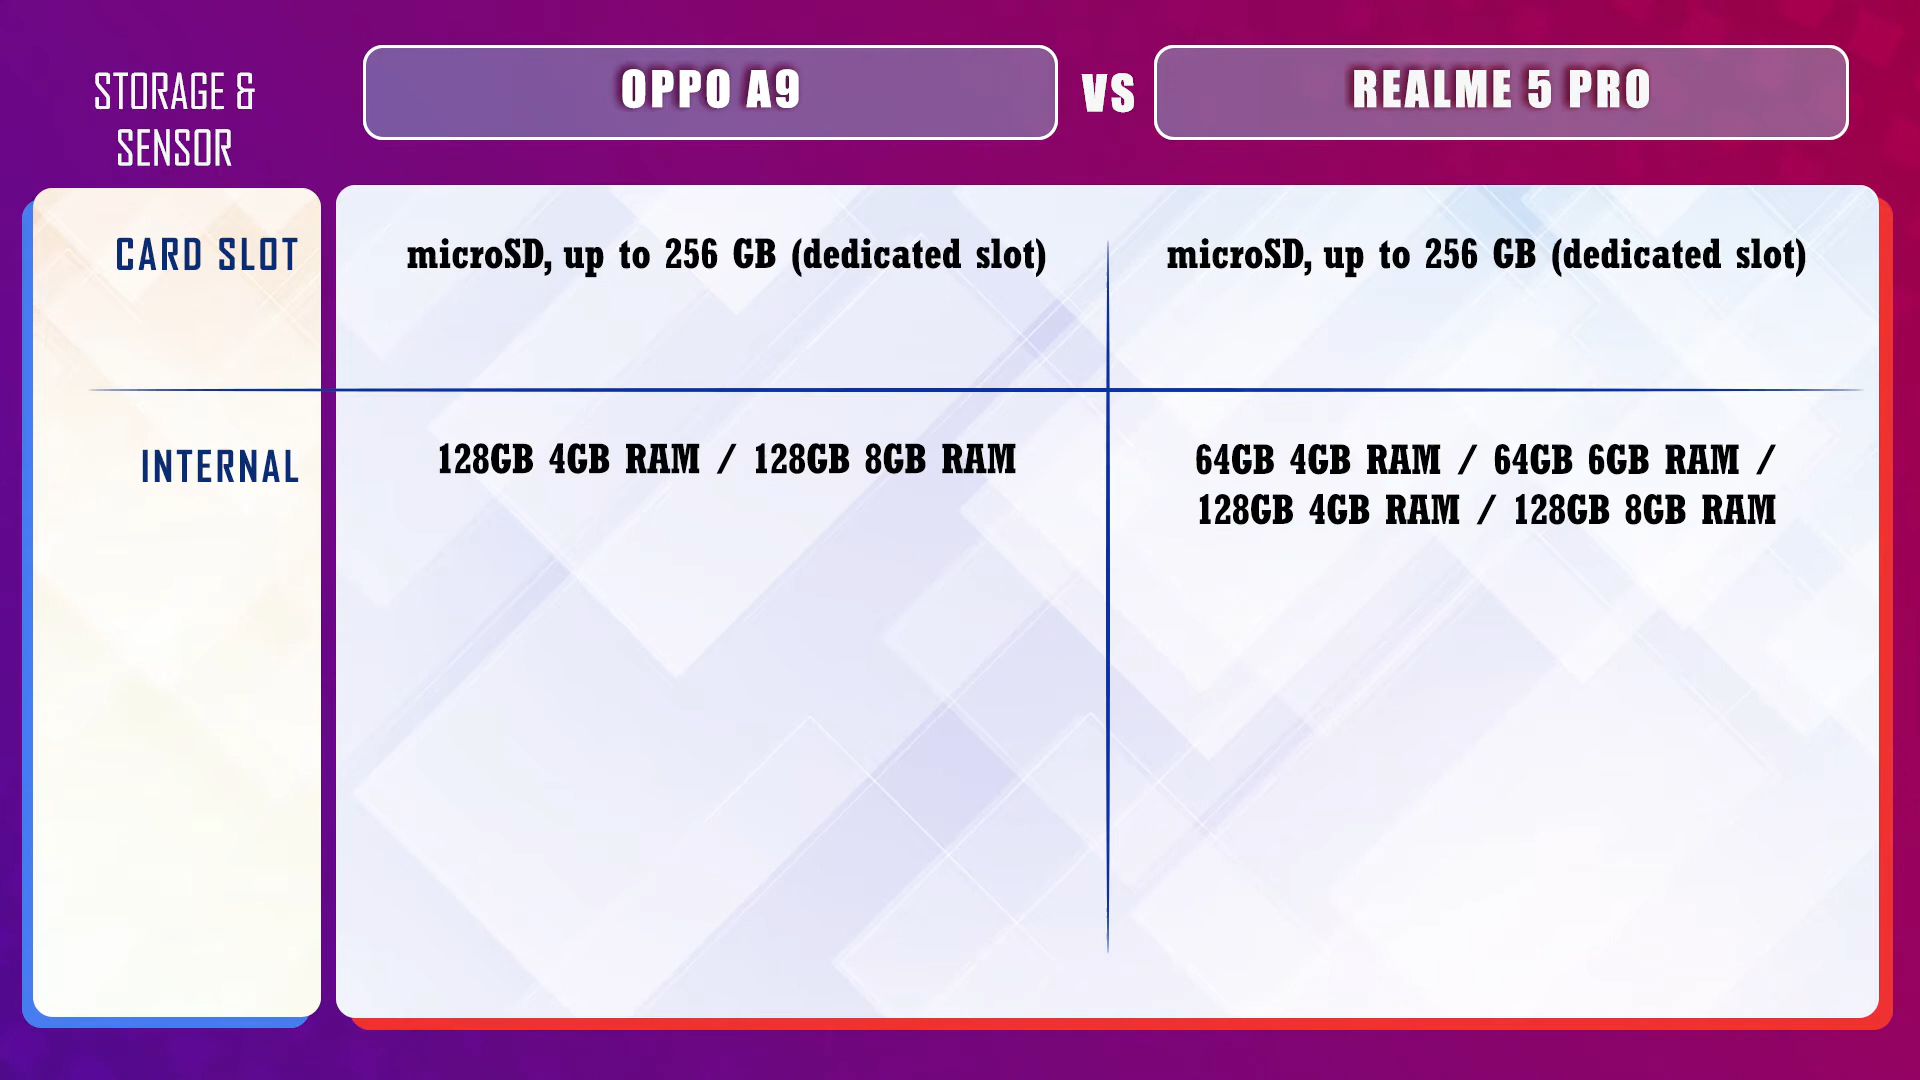 STORAGE &
SENSOR
OPPO A9
VS
REALME 5 PRO
CARD SLOT
microSD, up to 256 GB (dedicated slot)
microSD, up to 256 GB (dedicated slot)
INTERNAL
128GB 4GB RAM / 128GB 8GB RAM
64GB 4GB RAM / 64GB 6GB RAM /
128GB 4GB RAM / 128GB 8GB RAM